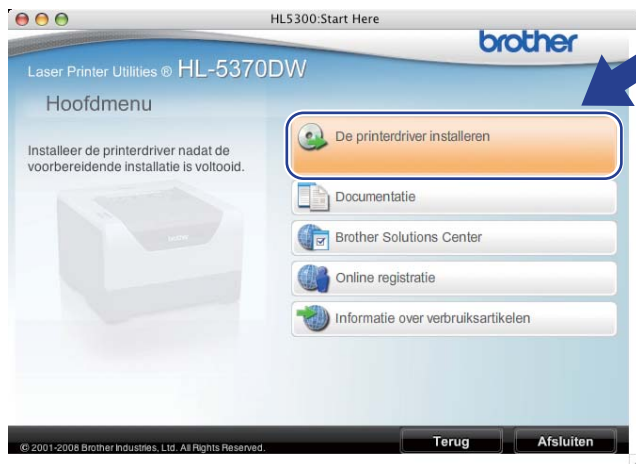 HL5300:Start Here
brother
Laser Printer Utilities ® HL-5370DW
Hoofdmenu
Installeer de printerdriver nadat de
voorbereidende installatie is voltooid.
De printerdriver installeren
Documentatie
Brother Solutions Center
Online registratie
Informatie over verbruiksartikelen
© 2001-2008 Brother Industries, Ltd. All Rights Reserved.
Terug
Afsluiten